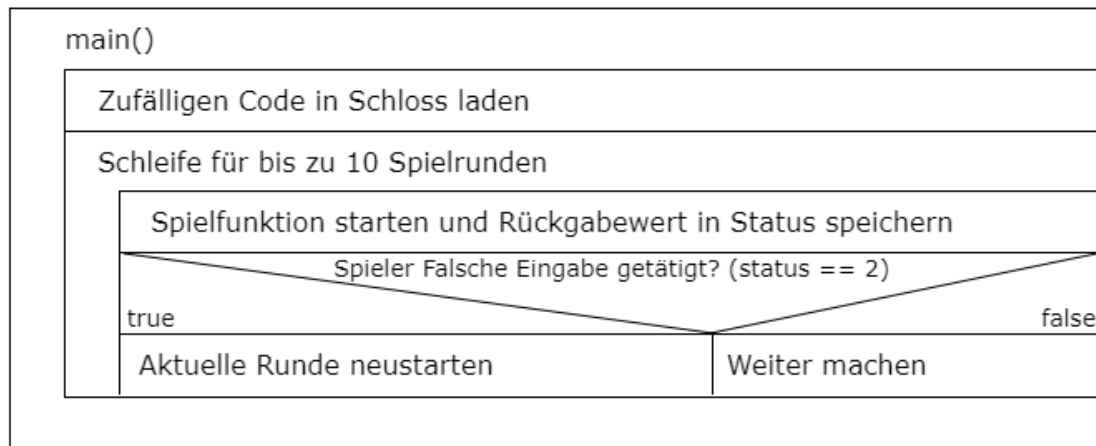 main()
Zufälligen Code in Schloss laden
Schleife für bis zu 10 Spielrunden
Spielfunktion starten und Rückgabewert in Status speichern
Spieler Falsche Eingabe getätigt? (status == 2)
true
false
Aktuelle Runde neustarten
Weiter machen